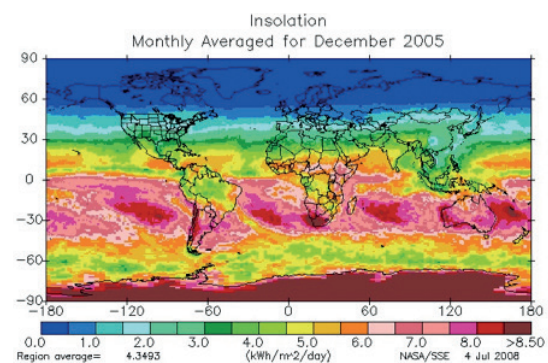 Insolation
Monthly Averaged for December 2005
90
60
30
0
−30
−60
−90
−180 −120 −60 0 60 120 180
0.0 1.0 2.0 3.0 4.0 5.0 6.0 7.0 8.0 >8.50
Region average= 4.3493 (kWh/m^2/day) NASA/SSE 4 Jul 2008